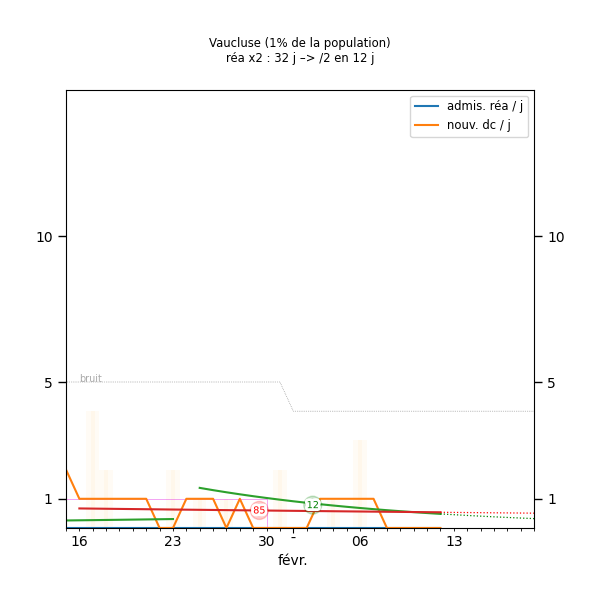 Vaucluse (1% de la population)
réa x2 : 32 j –> /2 en 12 j
admis. réa / j
nouv. dc / j
10 10
bruit
5 5
1 1
85 12
16 23 30 - 06 13
févr.